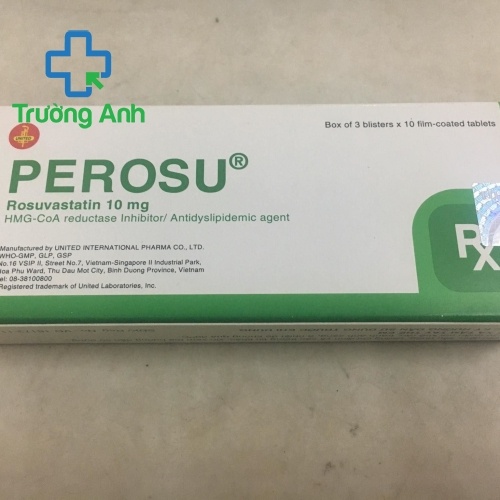 Trường Anh
UNITED
Box of 3 blisters x 10 film-coated tablets
PEROSU®
Rosuvastatin 10 mg
HMG-CoA reductase Inhibitor/ Antidyslipidemic agent
Rx
Manufactured by UNITED INTERNATIONAL PHARMA CO., LTD.
WHO-GMP, GLP, GSP
No.16 VSIP II, Street No.7, Vietnam-Singapore II Industrial Park,
Hoa Phu Ward, Thu Dau Mot City, Binh Duong Province, Vietnam
Tel: 08-38100800
Registered trademark of United Laboratories, Inc.